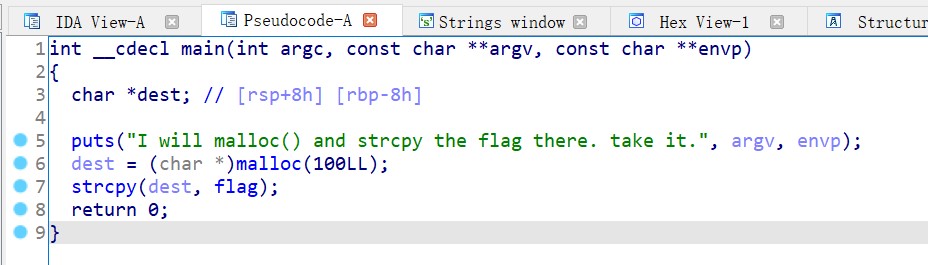 IDA View-A Pseudocode-A Strings window Hex View-1 Structur
1 int __cdecl main(int argc, const char **argv, const char **envp)
2 {
3 char *dest; // [rsp+8h] [rbp-8h]
4
5 puts("I will malloc() and strcpy the flag there. take it.", argv, envp);
6 dest = (char *)malloc(100LL);
7 strcpy(dest, flag);
8 return 0;
9 }